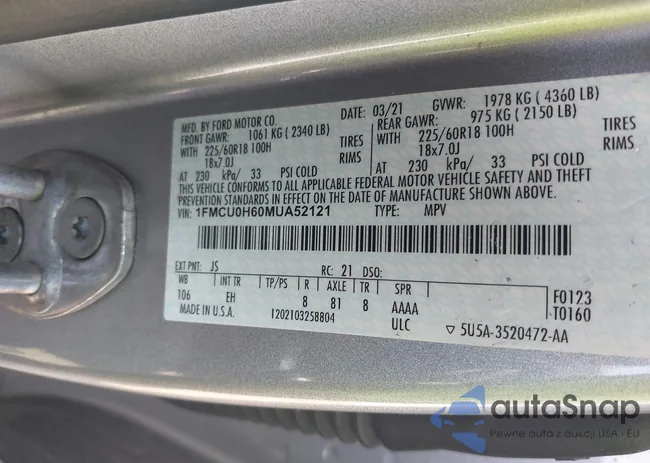 MFD. BY FORD MOTOR CO.
DATE: 03/21 GVWR: 1978 KG ( 4360 LB)
FRONT GAWR: 1061 KG ( 2340 LB)
REAR GAWR: 975 KG ( 2150 LB)
WITH 225/60R18 100H TIRES
WITH 225/60R18 100H TIRES
18x7.0J RIMS
18x7.0J RIMS
AT 230 kPa/ 33 PSI COLD
AT 230 kPa/ 33 PSI COLD
THIS VEHICLE CONFORMS TO ALL APPLICABLE FEDERAL MOTOR VEHICLE SAFETY AND THEFT
PREVENTION STANDARDS IN EFFECT ON THE DATE OF MANUFACTURE SHOWN ABOVE.
VIN: 1FMCU0H60MUA52121 TYPE: MPV
EXT PNT: JS RC: 21 DSO:
WB INT TR TP/PS R AXLE TR SPR
106 EH 8 81 8 AAAA F0123
MADE IN U.S.A. 1202103258804 ULC T0160
▽ 5U5A-3520472-AA
autoSnap
Pewne auta z aukcji USA i EU